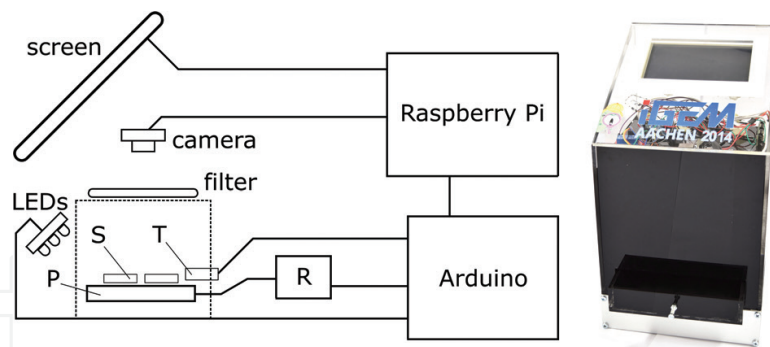 screen
camera
Raspberry Pi
filter
LEDs
S
T
P
R
Arduino
iGEM
AACHEN 2014